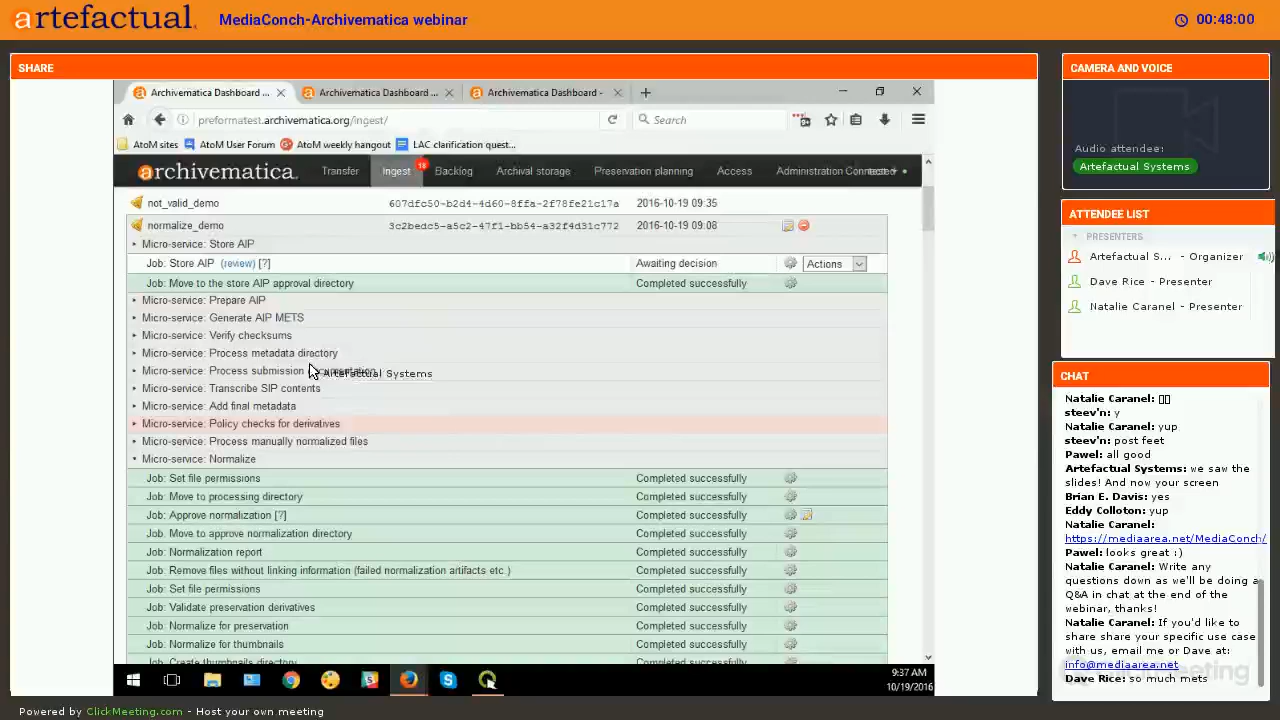 artefactual
MediaConch-Archivematica webinar
00:48:00
SHARE
Archivematica Dashboard ...
Archivematica Dashboard ...
Archivematica Dashboard -
preformatest.archivematica.org/ingest/
Search
AtoM sites
AtoM User Forum
AtoM weekly hangout
LAC clarification quest...
archivematica
Transfer
Ingest
18
Backlog
Archival storage
Preservation planning
Access
Administration
not_valid_demo 607dfc50-b2d4-4d60-8ffa-2f78fe21c17a 2016-10-19 09:35
normalize_demo 3c2bedc5-a5c2-47f1-bb54-a32f4d31c772 2016-10-19 09:08
Micro-service: Store AIP
Job: Store AIP (review) [?] Awaiting decision Actions
Job: Move to the store AIP approval directory Completed successfully
Micro-service: Prepare AIP
Micro-service: Generate AIP METS
Micro-service: Verify checksums
Micro-service: Process metadata directory
Micro-service: Process submission
Artefactual Systems
Micro-service: Transcribe SIP contents
Micro-service: Add final metadata
Micro-service: Policy checks for derivatives
Micro-service: Process manually normalized files
Micro-service: Normalize
Job: Set file permissions Completed successfully
Job: Move to processing directory Completed successfully
Job: Approve normalization [?] Completed successfully
Job: Move to approve normalization directory Completed successfully
Job: Normalization report Completed successfully
Job: Remove files without linking information (failed normalization artifacts etc.) Completed successfully
Job: Set file permissions Completed successfully
Job: Validate preservation derivatives Completed successfully
Job: Normalize for preservation Completed successfully
Job: Normalize for thumbnails Completed successfully
Job: Create thumbnails directory Completed successfully
9:37 AM
10/19/2016
CAMERA AND VOICE
Audio attendee:
Artefactual Systems
ATTENDEE LIST
PRESENTERS
Artefactual S... - Organizer
Dave Rice - Presenter
Natalie Caranel - Presenter
CHAT
Natalie Caranel:
steev'n: y
Natalie Caranel: yup
steev'n: post feet
Pawel: all good
Artefactual Systems: we saw the
slides! And now your screen
Brian E. Davis: yes
Eddy Colloton: yup
Natalie Caranel:
https://mediaarea.net/MediaConch/
Pawel: looks great :)
Natalie Caranel: Write any
questions down as we'll be doing a
Q&A in chat at the end of the
webinar, thanks!
Natalie Caranel: If you'd like to
share share your specific use case
with us, email me or Dave at:
info@mediaarea.net
Dave Rice: so much mets
Powered by ClickMeeting.com - Host your own meeting